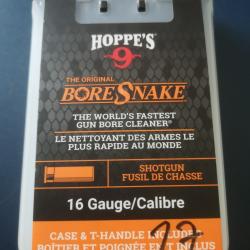 HOPPE'S
9
THE ORIGINAL
BORESNAKE
THE WORLD'S FASTEST
GUN BORE CLEANER
LE NETTOYANT DES ARMES LE
PLUS RAPIDE AU MONDE
SHOTGUN
FUSIL DE CHASSE
16 Gauge/Calibre
CASE & T-HANDLE INCLUDED
BOÎTIER ET POIGNÉE EN T INCLUS